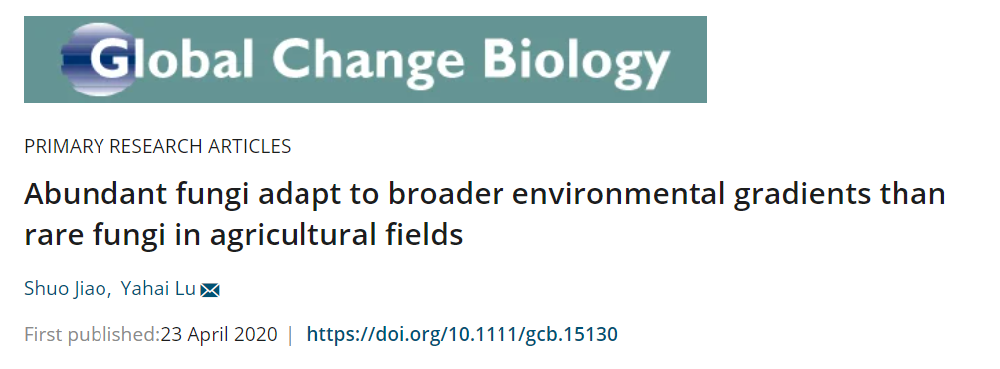 Global Change Biology
PRIMARY RESEARCH ARTICLES
Abundant fungi adapt to broader environmental gradients than
rare fungi in agricultural fields
Shuo Jiao, Yahai Lu
First published:23 April 2020 | https://doi.org/10.1111/gcb.15130